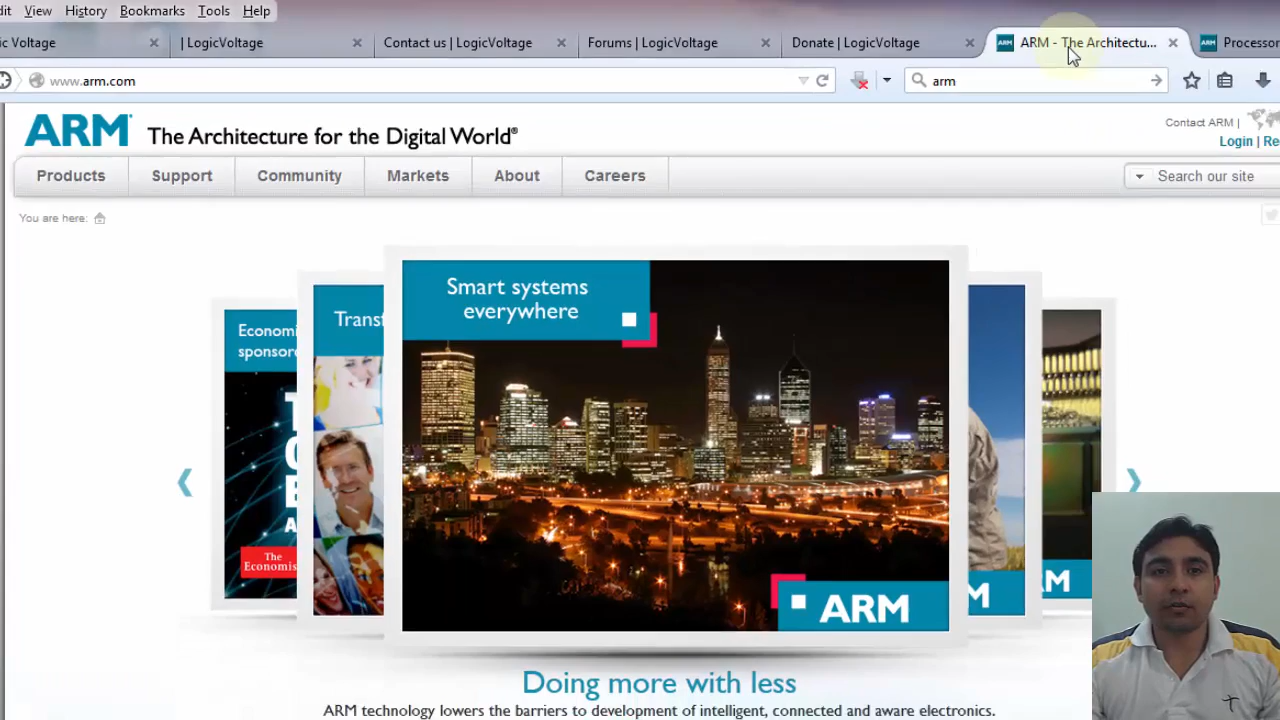 dit View History Bookmarks Tools Help
ic Voltage | LogicVoltage Contact us | LogicVoltage Forums | LogicVoltage Donate | LogicVoltage ARM - The Architectu... Processor
www.arm.com arm
ARM The Architecture for the Digital World®
Contact ARM |
Login | Re
Products Support Community Markets About Careers
Search our site
You are here:
Economi
sponsore
Transf
Smart systems
everywhere
The
Economis
ARM
M
M
Doing more with less
ARM technology lowers the barriers to development of intelligent, connected and aware electronics.